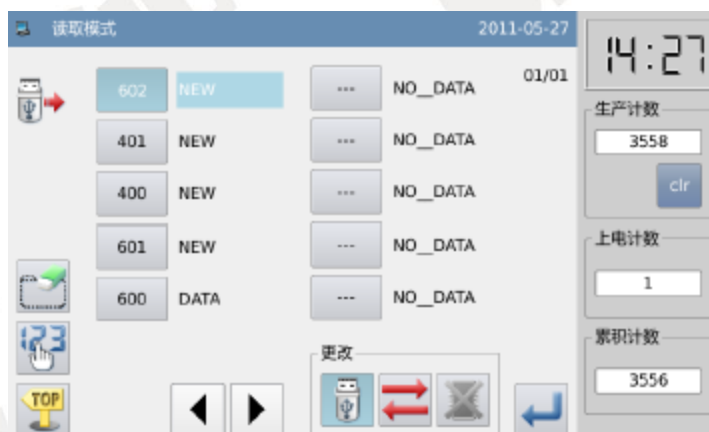 读取模式 2011-05-27
14:27
01/01
602 NEW --- NO__DATA
401 NEW --- NO__DATA
400 NEW --- NO__DATA
601 NEW --- NO__DATA
600 DATA --- NO__DATA
生产计数
3558
clr
上电计数
1
累积计数
3556
123
TOP
更改